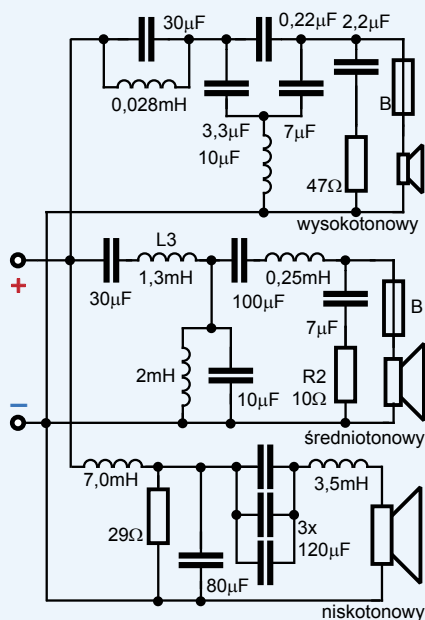 30µF
0,22µF
2,2µF
B
0,028mH
3,3µF
7µF
10µF
47Ω
wysokotonowy
+
L3
1,3mH
0,25mH
30µF
100µF
7µF
B
2mH
10µF
R2
10Ω
–
średniotonowy
7,0mH
3,5mH
29Ω
3x
120µF
80µF
niskotonowy